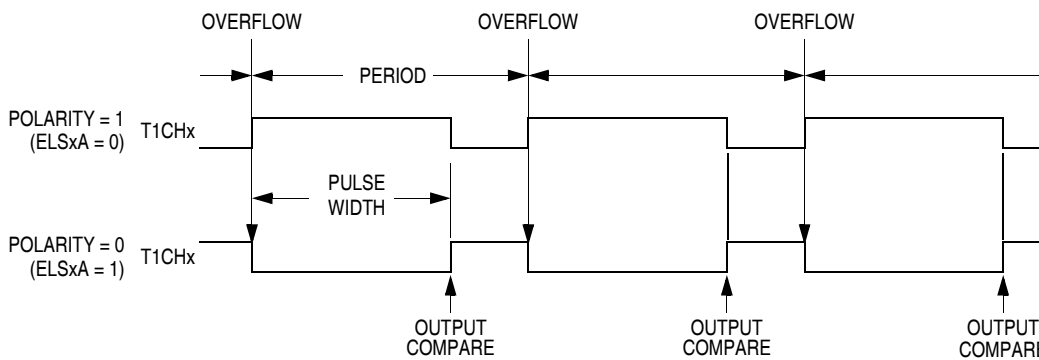 OVERFLOW OVERFLOW OVERFLOW
PERIOD
POLARITY = 1
(ELSxA = 0)
T1CHx
PULSE
WIDTH
POLARITY = 0
(ELSxA = 1)
T1CHx
OUTPUT
COMPARE
OUTPUT
COMPARE
OUTPUT
COMPARE